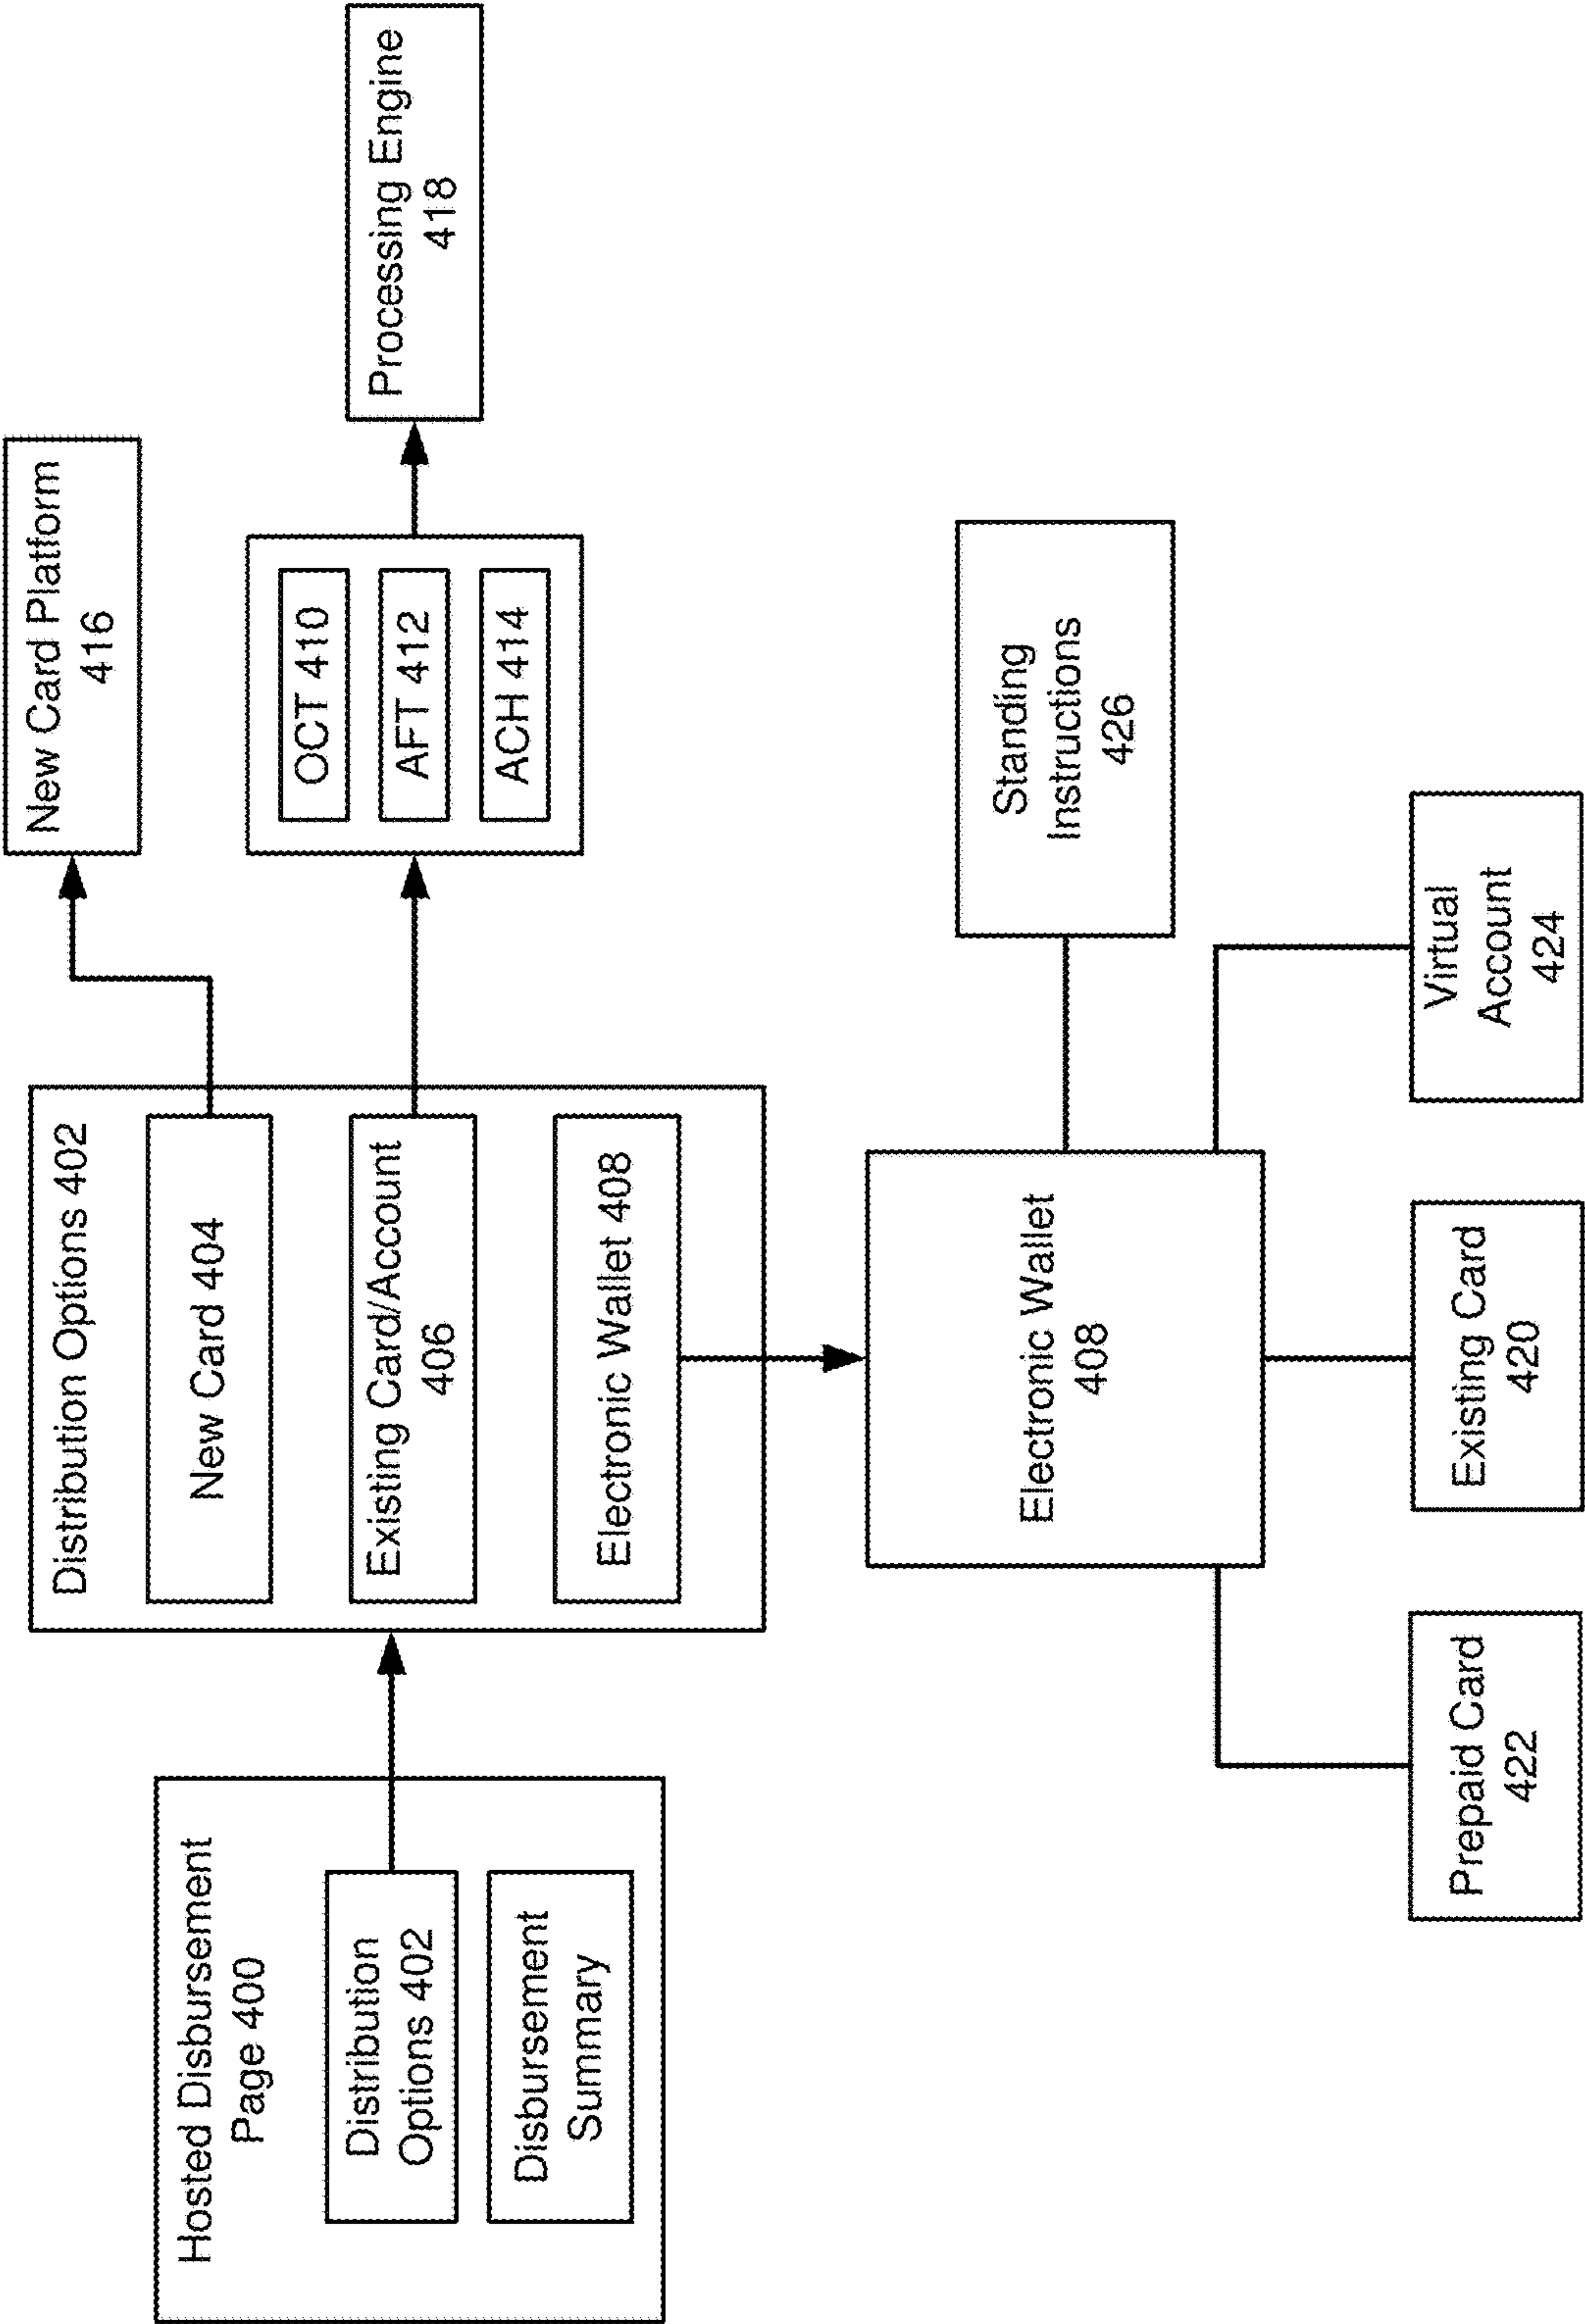 Hosted Disbursement
Page 400
Distribution
Options 402
Disbursement
Summary
Distribution Options 402
New Card 404
Existing Card/Account
406
Electronic Wallet 408
New Card Platform
416
OCT 410
AFT 412
ACH 414
Processing Engine
418
Electronic Wallet
408
Standing
Instructions
426
Prepaid Card
422
Existing Card
420
Virtual
Account
424